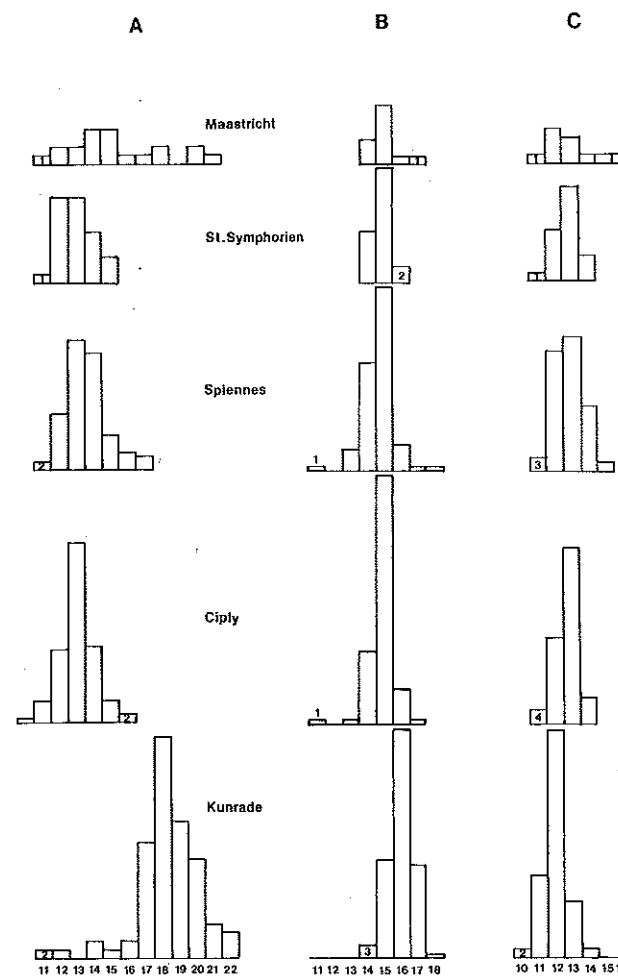 A B C
Maastricht
St.Symphorien
2
Spiennes
2 1 3
Ciply
2 1 4
Kunrade
2 3 2
11 12 13 14 15 16 17 18 19 20 21 22 11 12 13 14 15 16 17 18 10 11 12 13 14 15